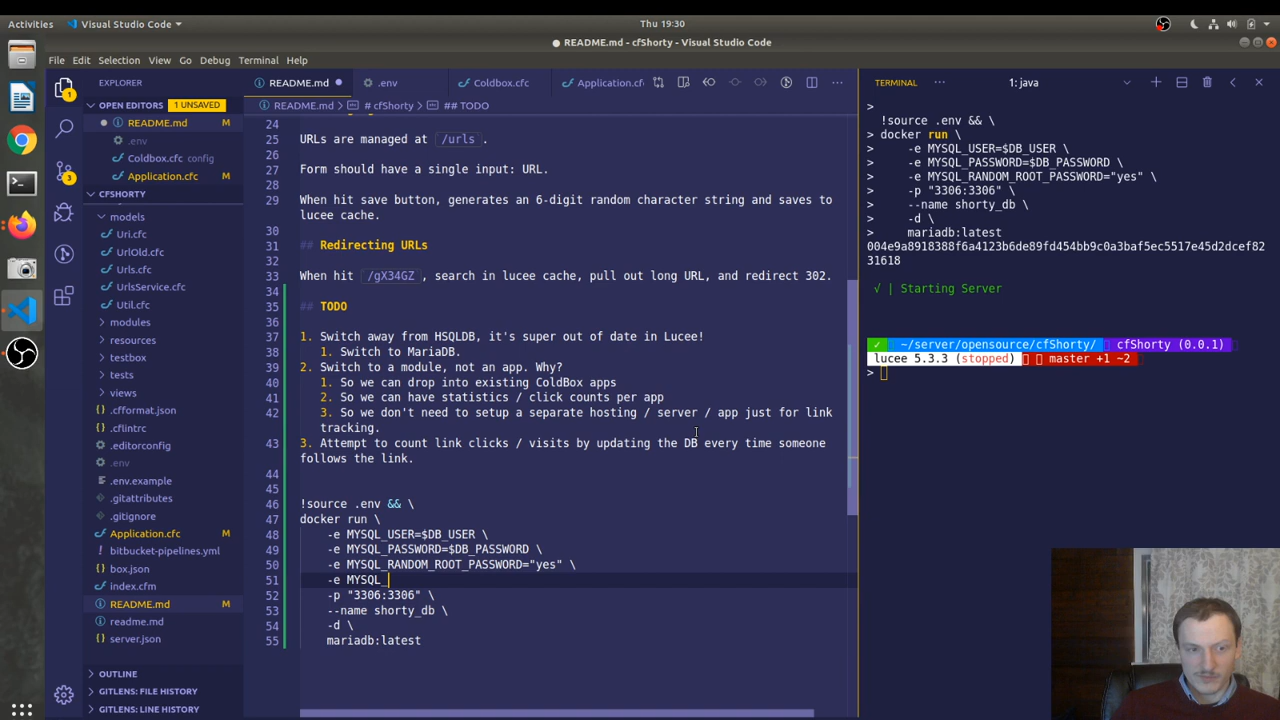 Activities
Visual Studio Code
Thu 19:30
README.md - cfShorty - Visual Studio Code
File Edit Selection View Go Debug Terminal Help
EXPLORER
OPEN EDITORS 1 UNSAVED
README.md M
.env
Coldbox.cfc config
Application.cfc M
CFSHORTY
models
Uri.cfc
UrlOld.cfc
Urls.cfc
UrlsService.cfc
Util.cfc
modules
resources
testbox
tests
views
.cfformat.json
.cflintrc
.editorconfig
.env
.env.example
.gitattributes
.gitignore
Application.cfc M
bitbucket-pipelines.yml
box.json
index.cfm
README.md M
readme.md
server.json
OUTLINE
GITLENS: FILE HISTORY
GITLENS: LINE HISTORY
1
3
README.md
.env
Coldbox.cfc
Application.cfc
README.md > # cfShorty > ## TODO
24
25 URLs are managed at /urls.
26
27 Form should have a single input: URL.
28
29 When hit save button, generates an 6-digit random character string and saves to
lucee cache.
30
31 ## Redirecting URLs
32
33 When hit /gX34GZ, search in lucee cache, pull out long URL, and redirect 302.
34
35 ## TODO
36
37 1. Switch away from HSQLDB, it's super out of date in Lucee!
38 1. Switch to MariaDB.
39 2. Switch to a module, not an app. Why?
40 1. So we can drop into existing ColdBox apps
41 2. So we can have statistics / click counts per app
42 3. So we don't need to setup a separate hosting / server / app just for link
tracking.
43 3. Attempt to count link clicks / visits by updating the DB every time someone
follows the link.
44
45
46 !source .env && \
47 docker run \
48 -e MYSQL_USER=$DB_USER \
49 -e MYSQL_PASSWORD=$DB_PASSWORD \
50 -e MYSQL_RANDOM_ROOT_PASSWORD="yes" \
51 -e MYSQL_
52 -p "3306:3306" \
53 --name shorty_db \
54 -d \
55 mariadb:latest
TERMINAL
1: java
>
!source .env && \
> docker run \
> -e MYSQL_USER=$DB_USER \
> -e MYSQL_PASSWORD=$DB_PASSWORD \
> -e MYSQL_RANDOM_ROOT_PASSWORD="yes" \
> -p "3306:3306" \
> --name shorty_db \
> -d \
> mariadb:latest
004e9a8918388f6a4123b6de89fd454bb9c0a3baf5ec5517e45d2dcef82
31618
√ | Starting Server
✓ ~/server/opensource/cfShorty/ cfShorty (0.0.1)
lucee 5.3.3 (stopped) master +1 ~2
>